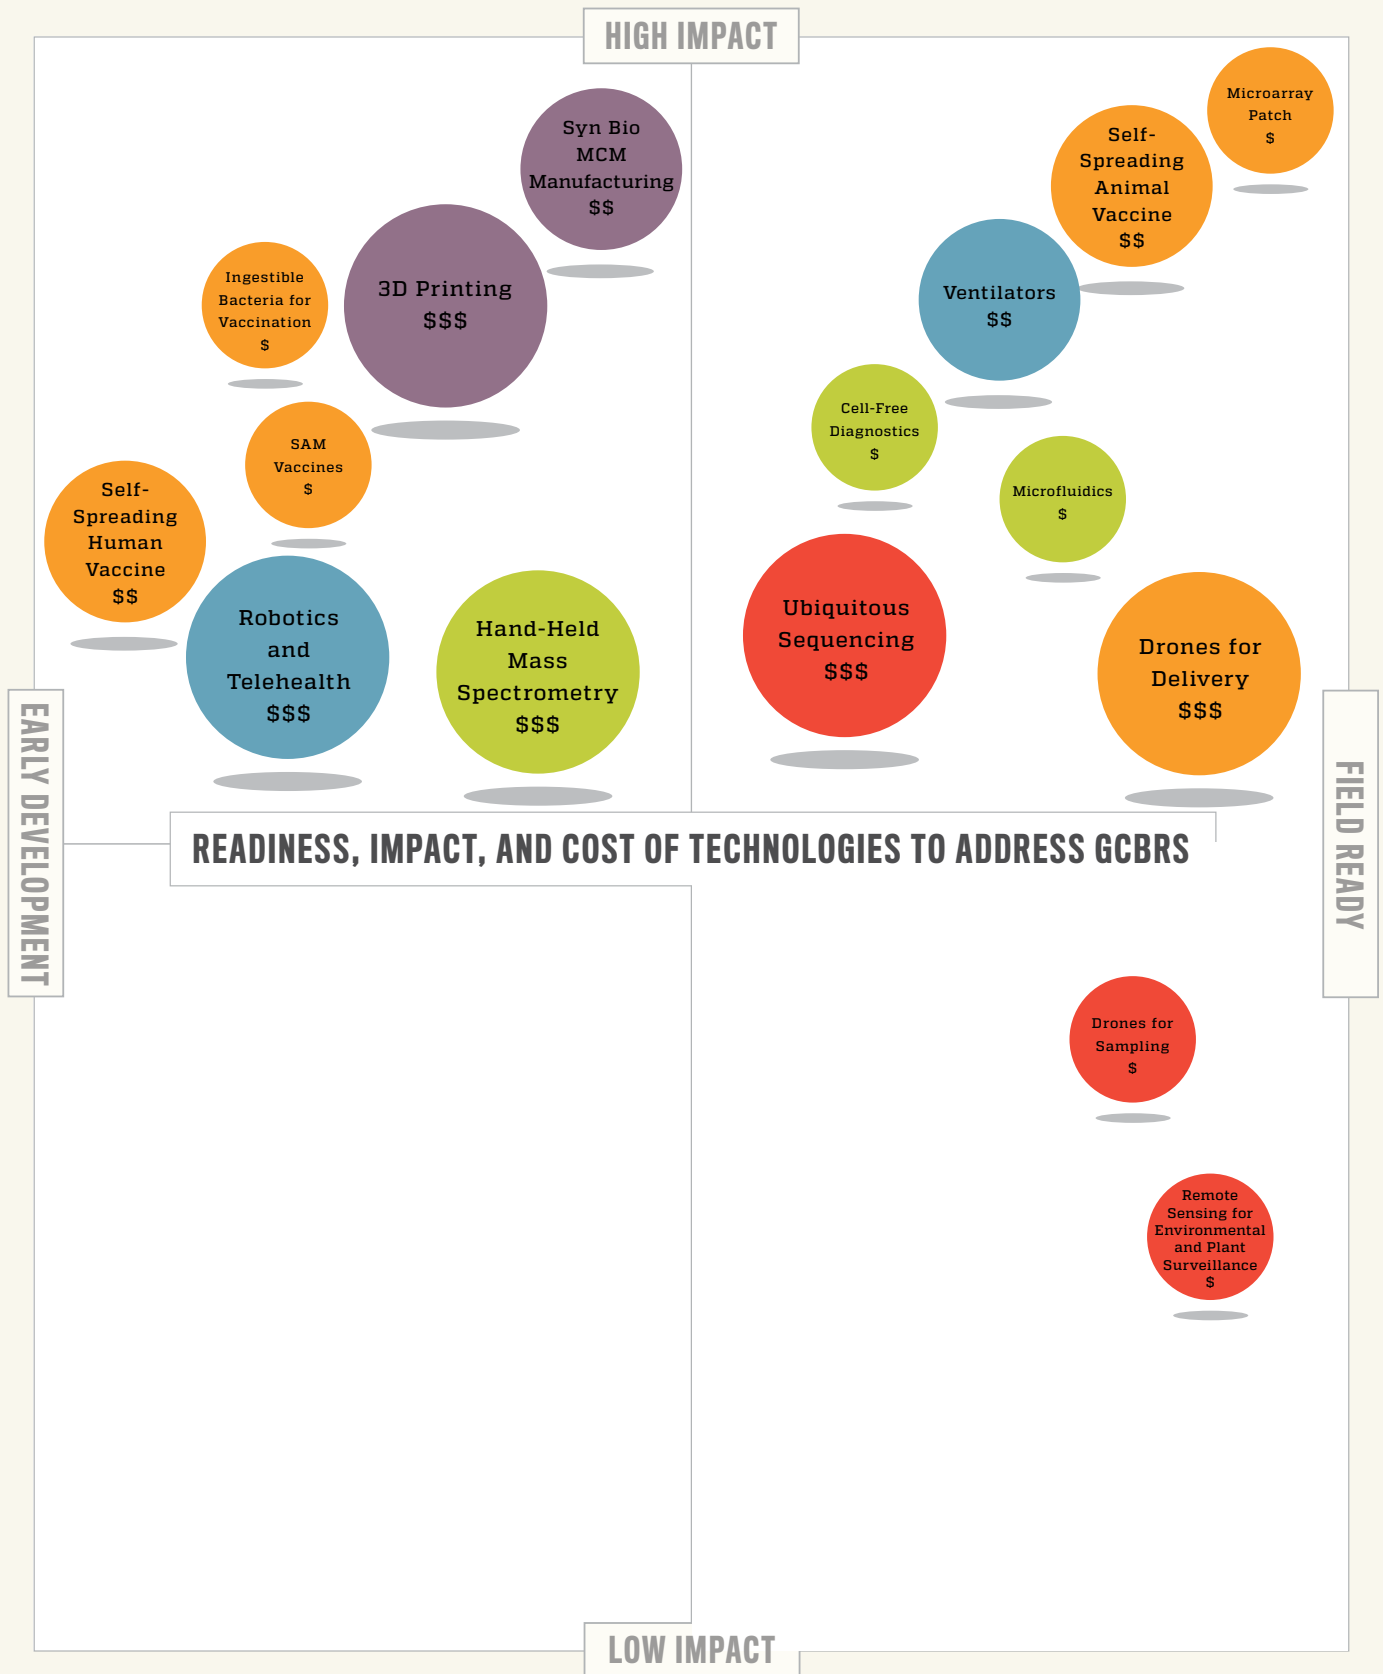 HIGH IMPACT
Microarray
Patch
$
Syn Bio
MCM
Manufacturing
$$
Self-
Spreading
Animal
Vaccine
$$
Ingestible
Bacteria for
Vaccination
$
3D Printing
$$$
Ventilators
$$
Cell-Free
Diagnostics
$
SAM
Vaccines
$
Microfluidics
$
Self-
Spreading
Human
Vaccine
$$
Robotics
and
Telehealth
$$$
Hand-Held
Mass
Spectrometry
$$$
Ubiquitous
Sequencing
$$$
Drones for
Delivery
$$$
EARLY DEVELOPMENT
READINESS, IMPACT, AND COST OF TECHNOLOGIES TO ADDRESS GCBRS
FIELD READY
Drones for
Sampling
$
Remote
Sensing for
Environmental
and Plant
Surveillance
$
LOW IMPACT